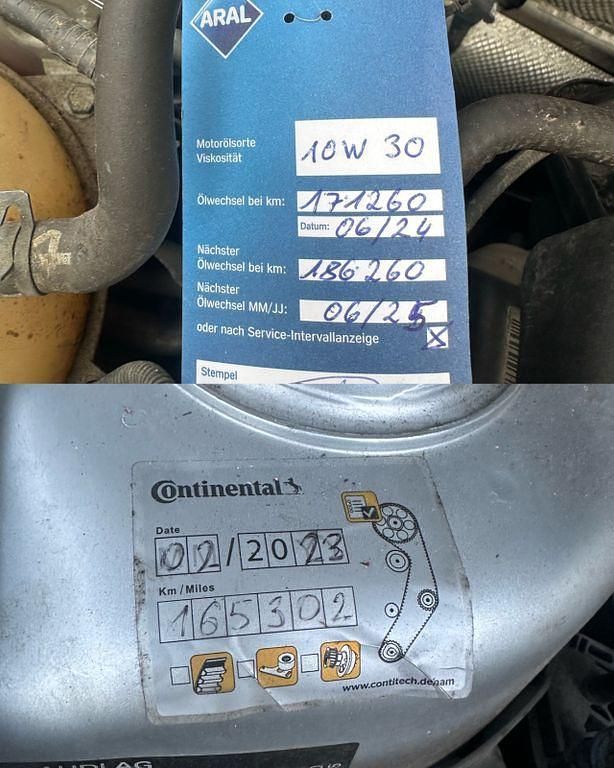 ARAL
Motorölsorte
Viskosität
10W 30
Ölwechsel bei km:
171260
Datum: 06/24
Nächster
Ölwechsel bei km:
186260
Nächster
Ölwechsel MM/JJ:
06/25
oder nach Service-Intervallanzeige
Stempel
Continental
Date
02/2023
Km/Miles
165302
www.contitech.de/aam